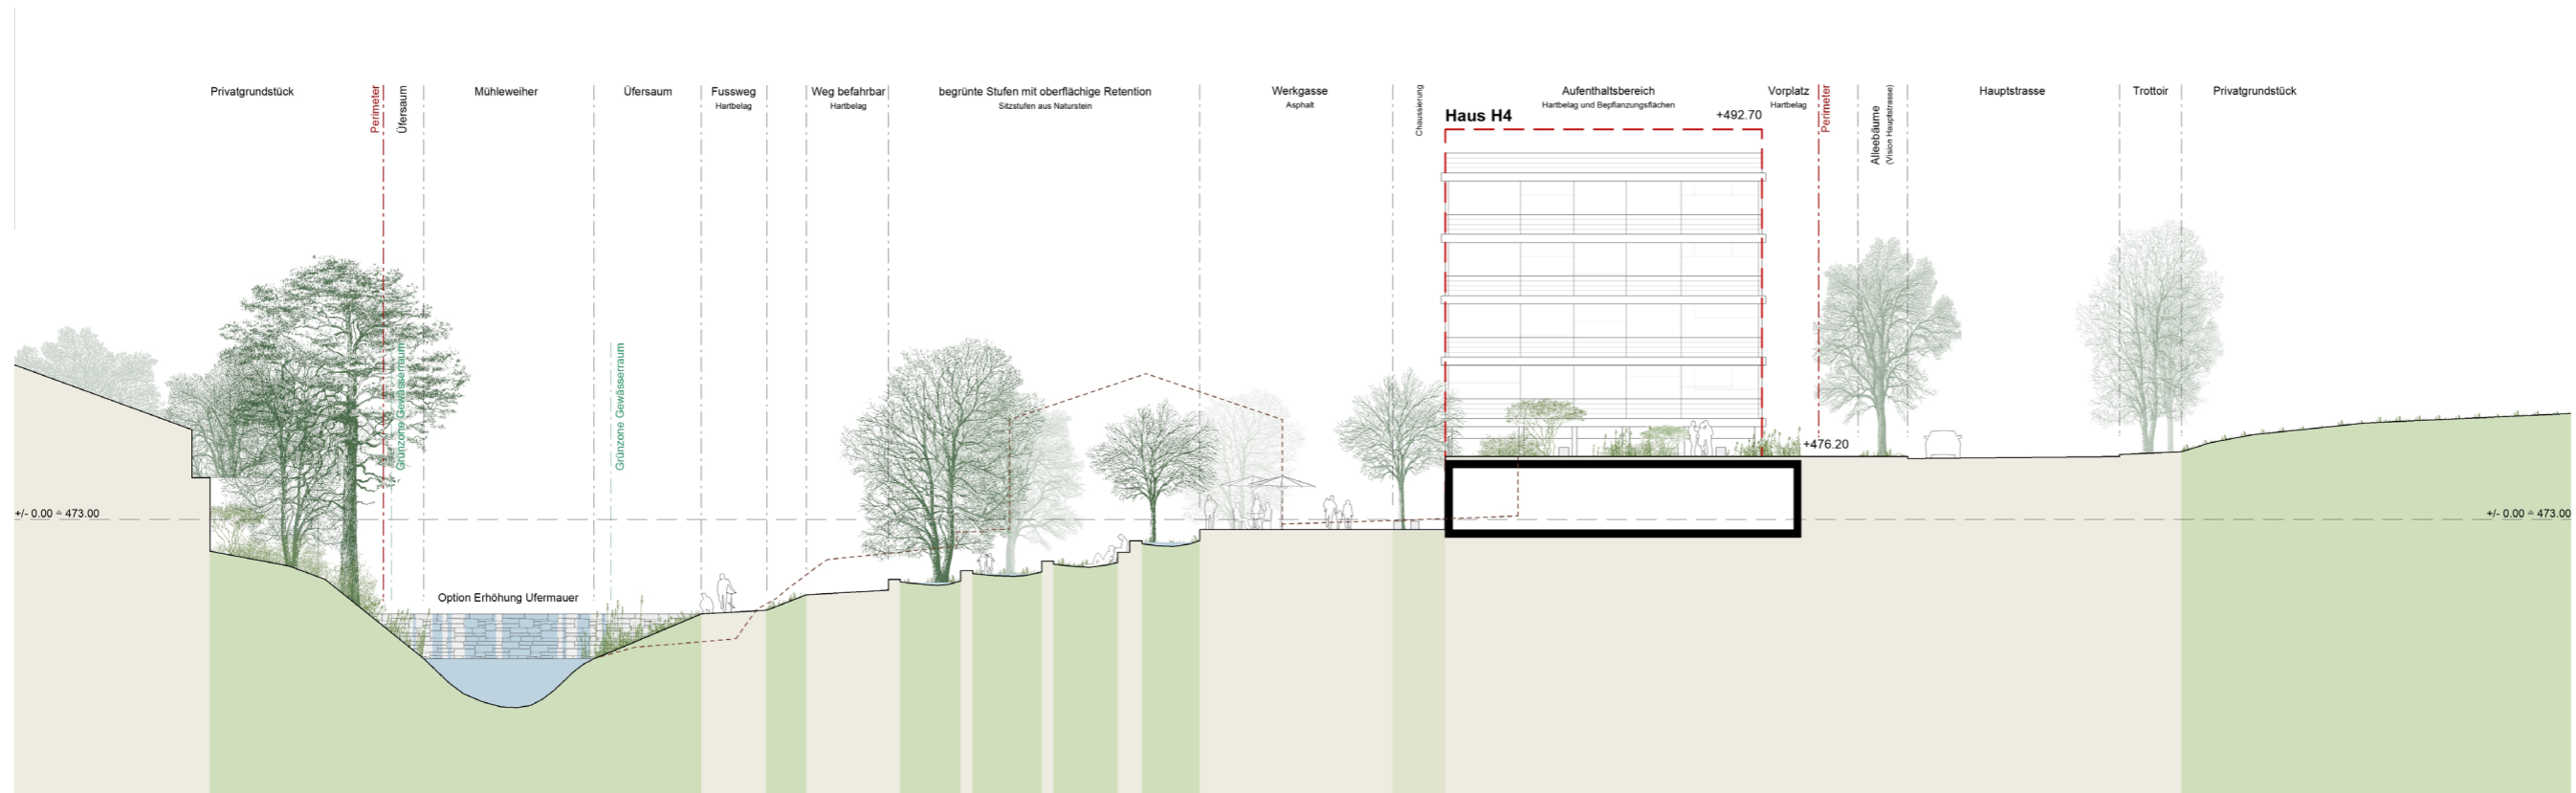 Privatgrundstück
Perimeter
Üfersaum
Mühleweiher
Üfersaum
Fussweg
Hartbelag
Weg befahrbar
Hartbelag
begrünte Stufen mit oberflächige Retention
Sitzstufen aus Naturstein
Werkgasse
Asphalt
Chaussierung
Aufenthaltsbereich
Hartbelag und Bepflanzungsflächen
Vorplatz
Hartbelag
Perimeter
Alleebäume
(Vision Hauptstrasse)
Hauptstrasse
Trottoir
Privatgrundstück
Haus H4
+492.70
Grünzone Gewässerraum
Grünzone Gewässerraum
+476.20
+/- 0.00 ≙ 473.00
+/- 0.00 ≙ 473.00
Option Erhöhung Ufermauer